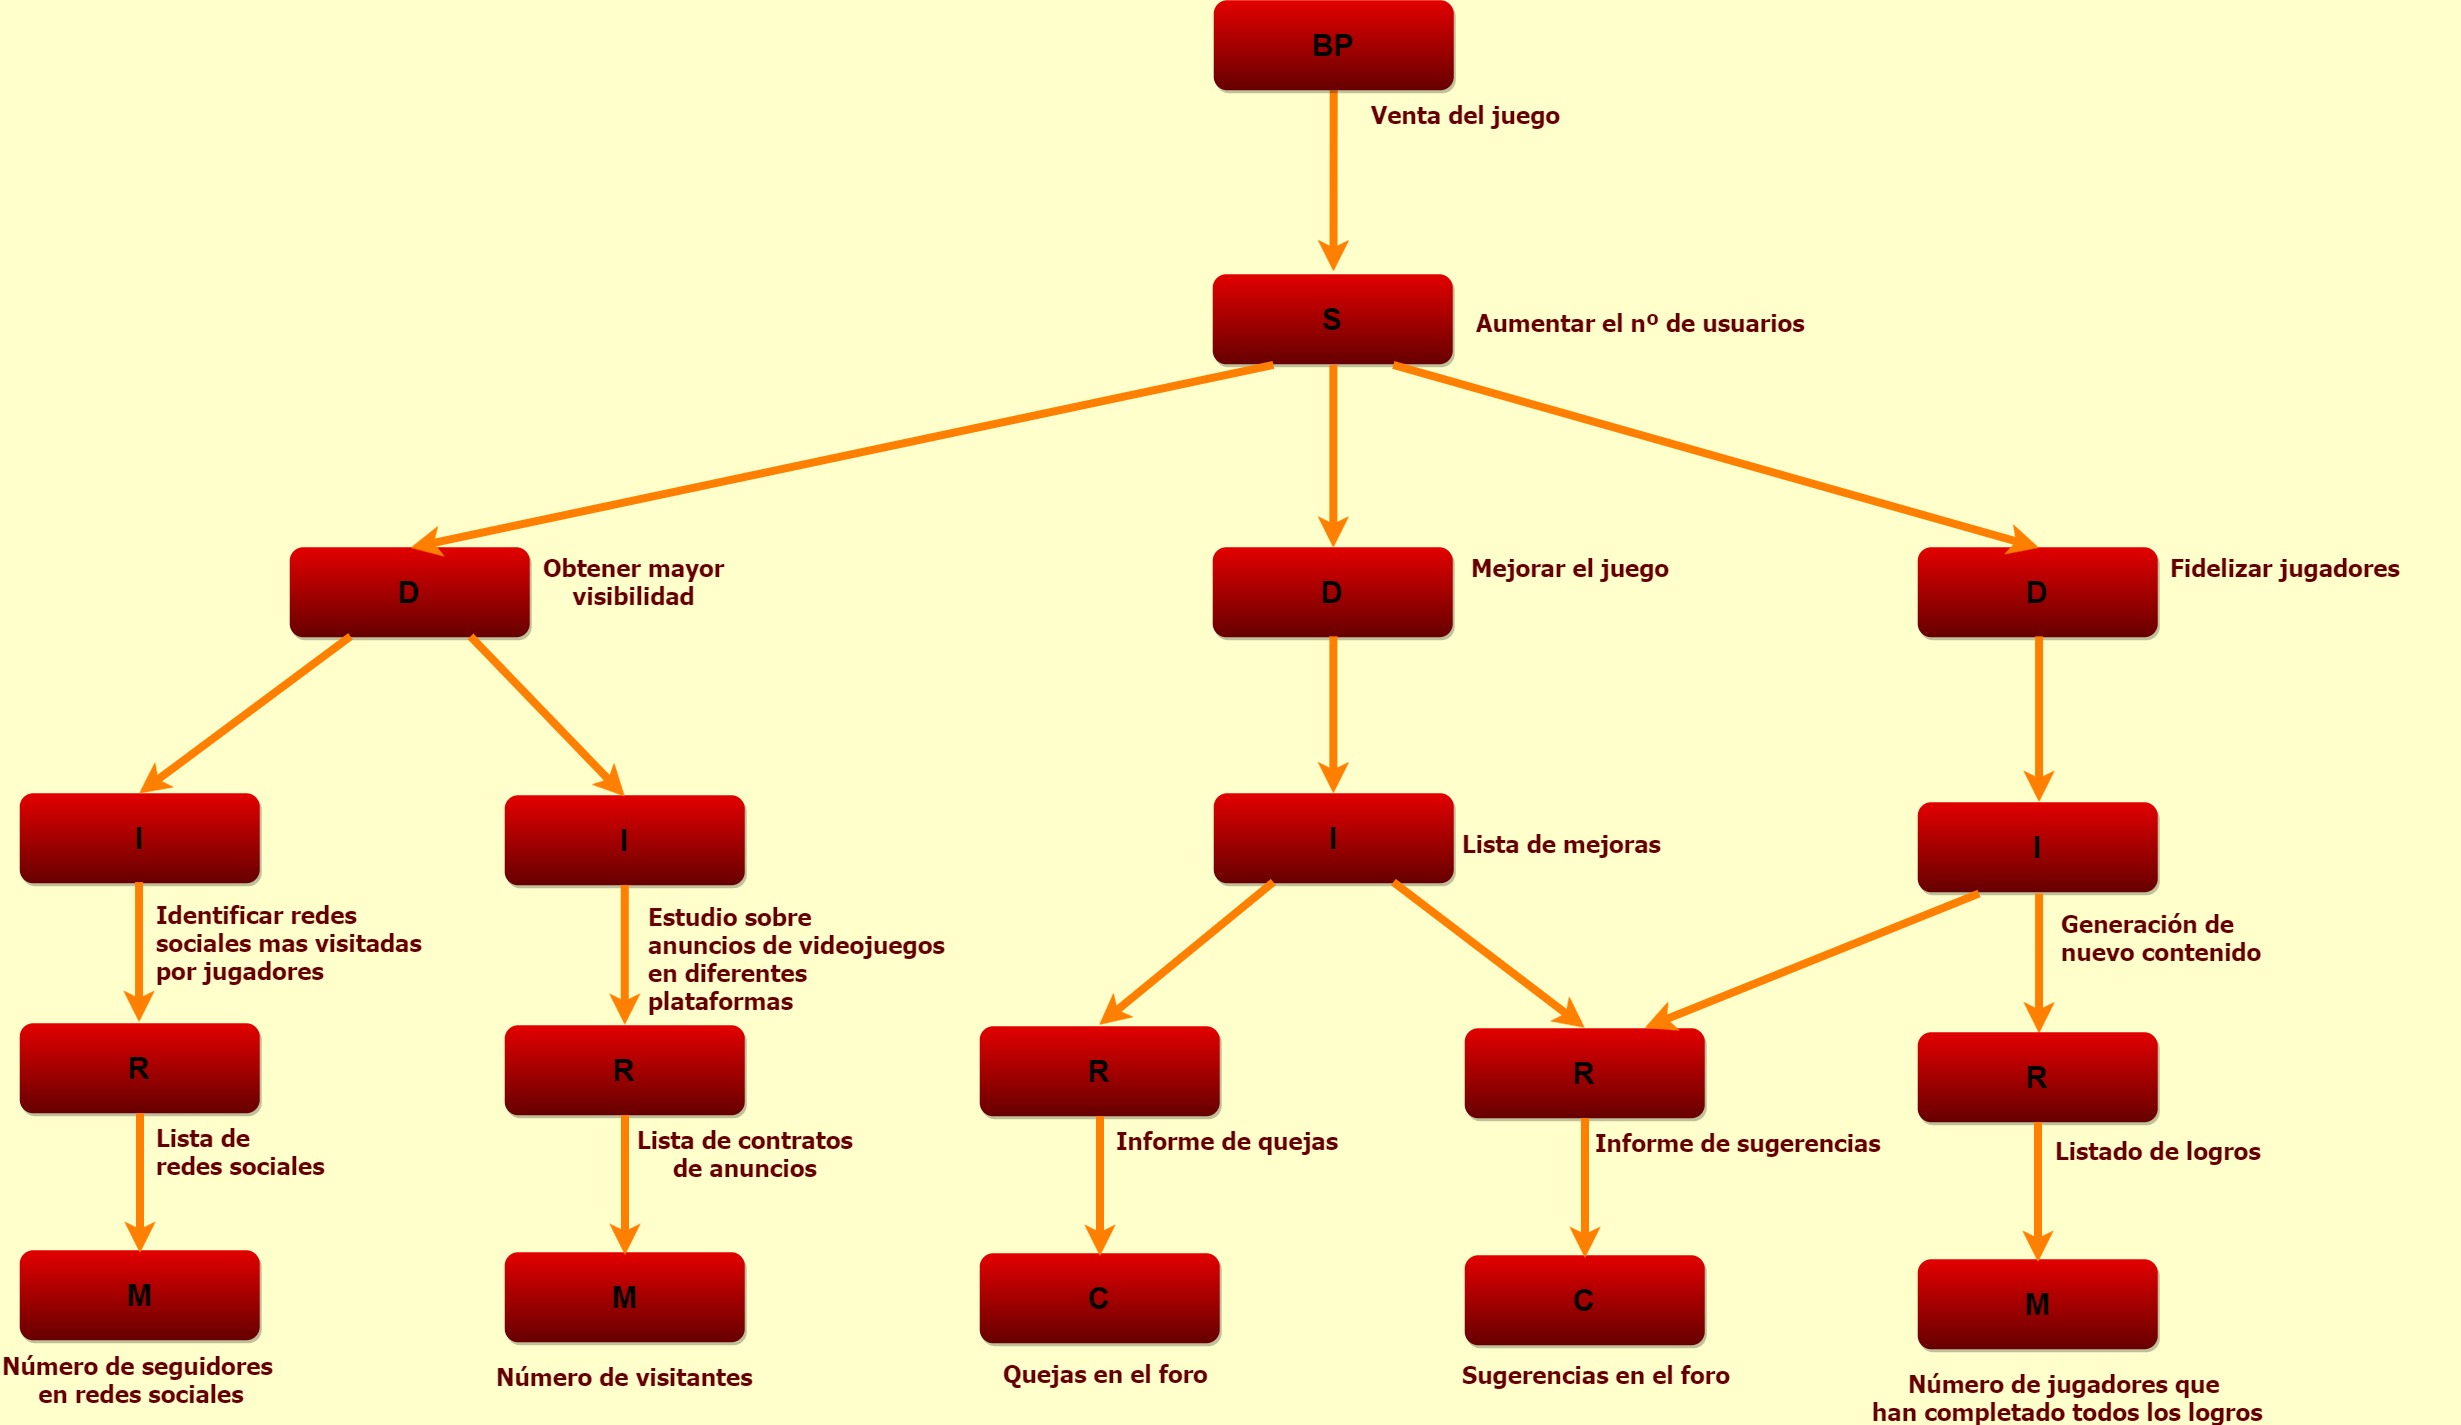 BP
Venta del juego
S
Aumentar el nº de usuarios
D
Obtener mayor
visibilidad
D
Mejorar el juego
D
Fidelizar jugadores
I
Identificar redes
sociales mas visitadas
por jugadores
I
Estudio sobre
anuncios de videojuegos
en diferentes
plataformas
I
Lista de mejoras
I
Generación de
nuevo contenido
R
Lista de
redes sociales
R
Lista de contratos
de anuncios
R
Informe de quejas
R
Informe de sugerencias
R
Listado de logros
M
Número de seguidores
en redes sociales
M
Número de visitantes
C
Quejas en el foro
C
Sugerencias en el foro
M
Número de jugadores que
han completado todos los logros